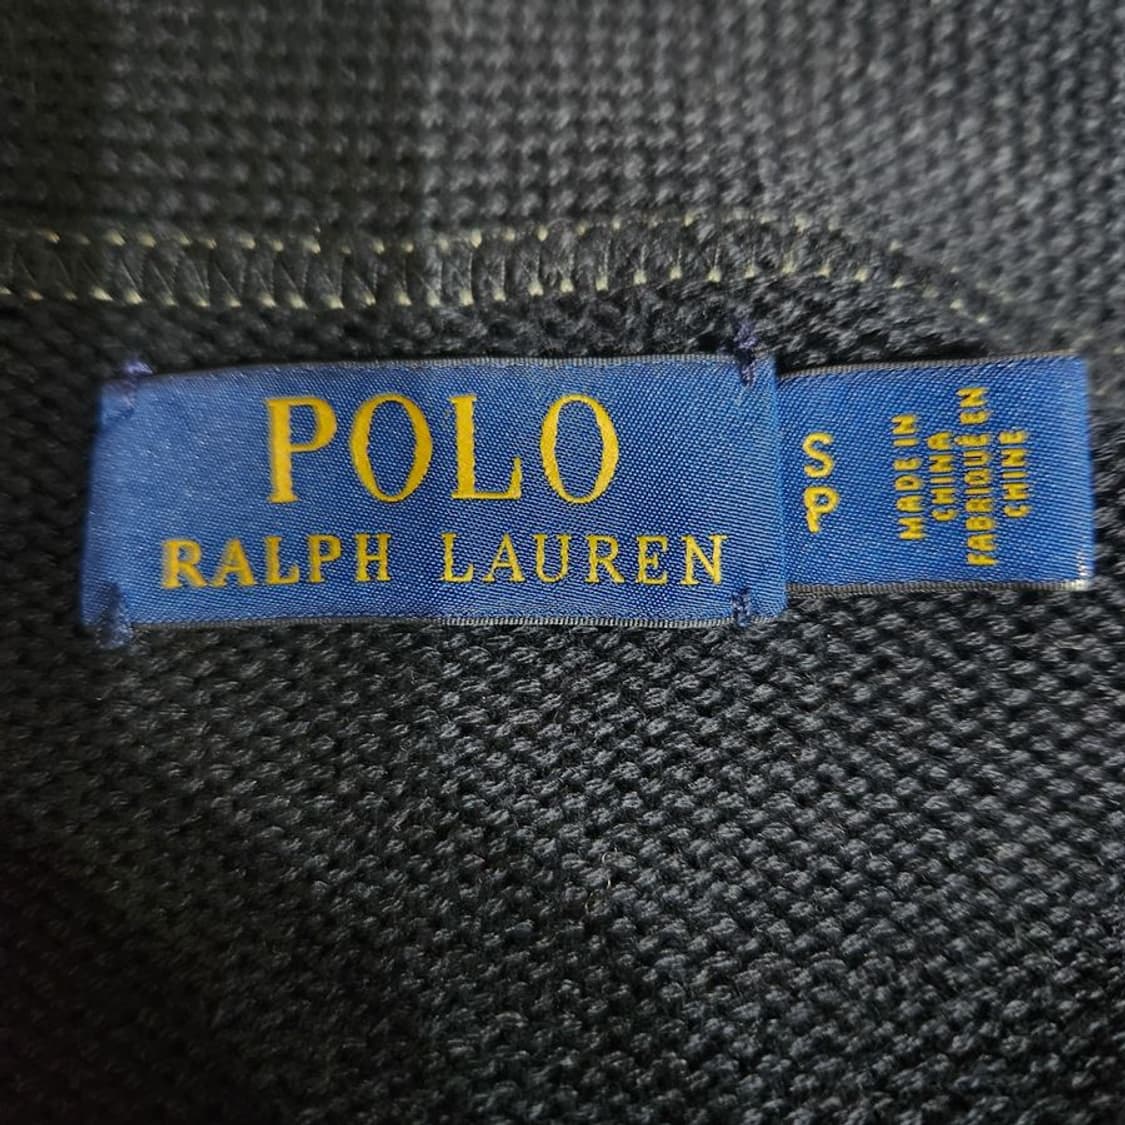 POLO
RALPH LAUREN
S
P
MADE IN
CHINA
FABRIQUÉ EN
CHINE